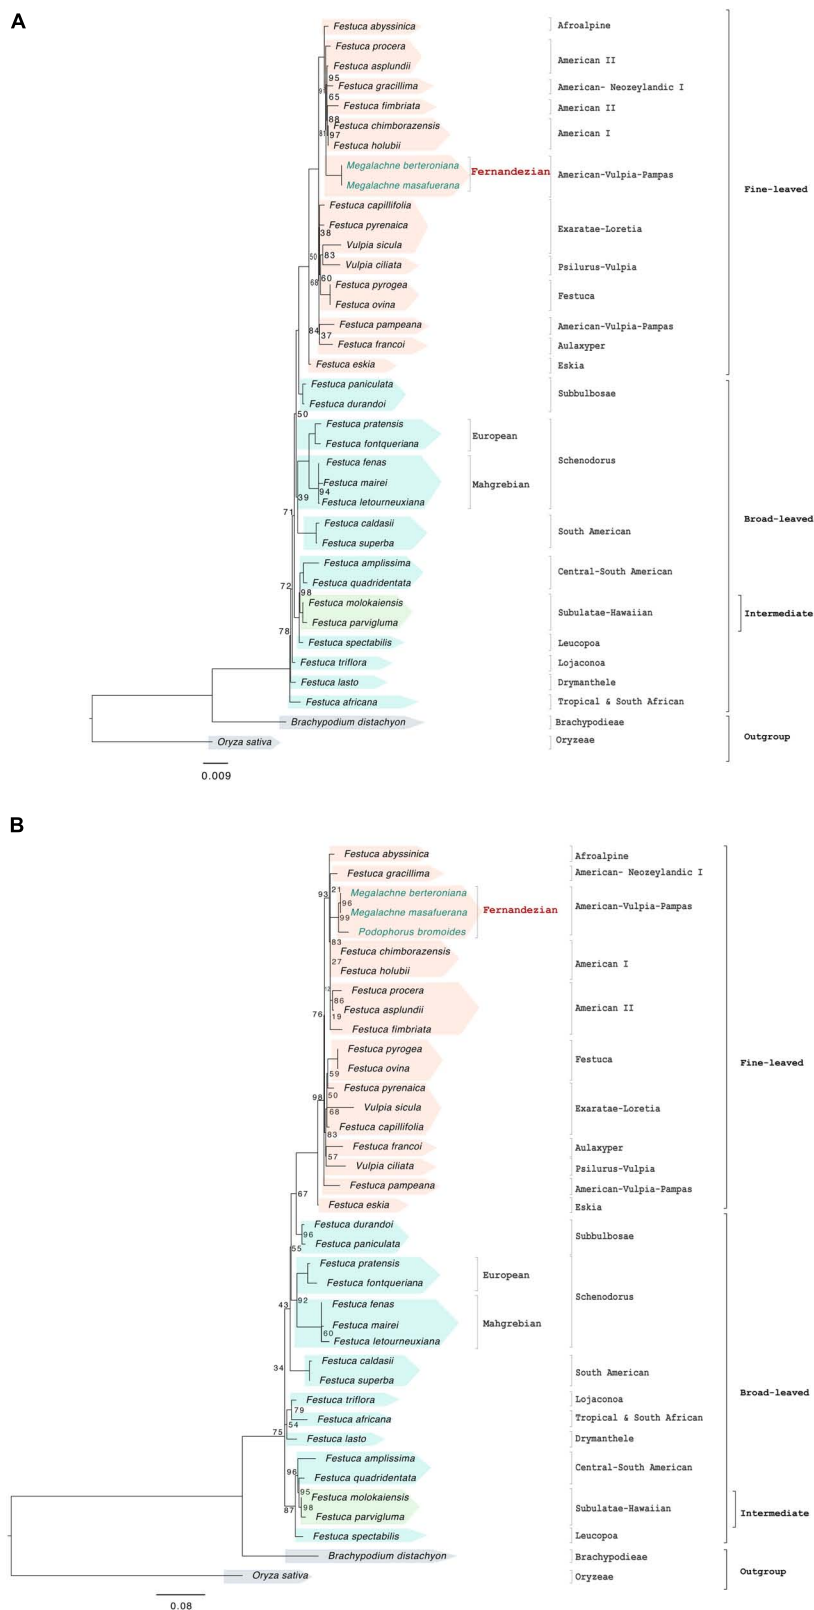 A
Festuca abyssinica Afroalpine
Festuca procera
American II
Festuca asplundii
95
Festuca gracillima American- Neozeylandic I
65
Festuca fimbriata American II
88
Festuca chimborazensis
97
American I
Festuca holubii
Megalachne berteroniana
Fernandezian American-Vulpia-Pampas
Megalachne masafuerana
Fine-leaved
Festuca capillifolia
Festuca pyrenaica
38
Exaratae-Loretia
Vulpia sicula
83
50
Vulpia ciliata Psilurus-Vulpia
60
68
Festuca pyrogea
Festuca
Festuca ovina
Festuca pampeana American-Vulpia-Pampas
84
37
Festuca francoi Aulaxyper
Festuca eskia Eskia
Festuca paniculata
Subbulbosae
Festuca durandoi
50
Festuca pratensis
European
Festuca fontqueriana
Festuca fenas Schenodorus
Festuca mairei Mahgrebian
94
39
Festuca letourneuxiana
71
Broad-leaved
Festuca caldasii
South American
Festuca superba
Festuca amplissima
Central-South American
Festuca quadridentata
72
98
Festuca molokaiensis
Subulatae-Hawaiian Intermediate
Festuca parvigluma
78
Festuca spectabilis Leucopoa
Festuca triflora Lojaconoa
Festuca lasto Drymanthele
Festuca africana Tropical & South African
Brachypodium distachyon Brachypodieae
Outgroup
Oryza sativa Oryzeae
0.009
B
Festuca abyssinica Afroalpine
Festuca gracillima American- Neozeylandic I
21
93
Megalachne berteroniana
96
Megalachne masafuerana Fernandezian American-Vulpia-Pampas
99
Podophorus bromoides
83
Festuca chimborazensis
27
American I
Festuca holubii
Festuca procera
86
Festuca asplundii American II
19
76
Festuca fimbriata
Festuca pyrogea
Festuca
Fine-leaved
Festuca ovina
59
Festuca pyrenaica
50
98
Vulpia sicula Exaratae-Loretia
68
Festuca capillifolia
83
Festuca francoi Aulaxyper
57
Vulpia ciliata Psilurus-Vulpia
Festuca pampeana American-Vulpia-Pampas
67
Festuca eskia Eskia
Festuca durandoi
96
Subbulbosae
Festuca paniculata
55
Festuca pratensis
European
Festuca fontqueriana
92
Schenodorus
43
Festuca fenas
Festuca mairei Mahgrebian
60
Festuca letourneuxiana
34
Festuca caldasii
South American
Festuca superba
Broad-leaved
Festuca triflora Lojaconoa
79
Festuca africana Tropical & South African
54
75
Festuca lasto Drymanthele
Festuca amplissima
Central-South American
96
Festuca quadridentata
95
Festuca molokaiensis
98
87
Subulatae-Hawaiian Intermediate
Festuca parvigluma
Festuca spectabilis Leucopoa
Brachypodium distachyon Brachypodieae
Outgroup
Oryza sativa Oryzeae
0.08